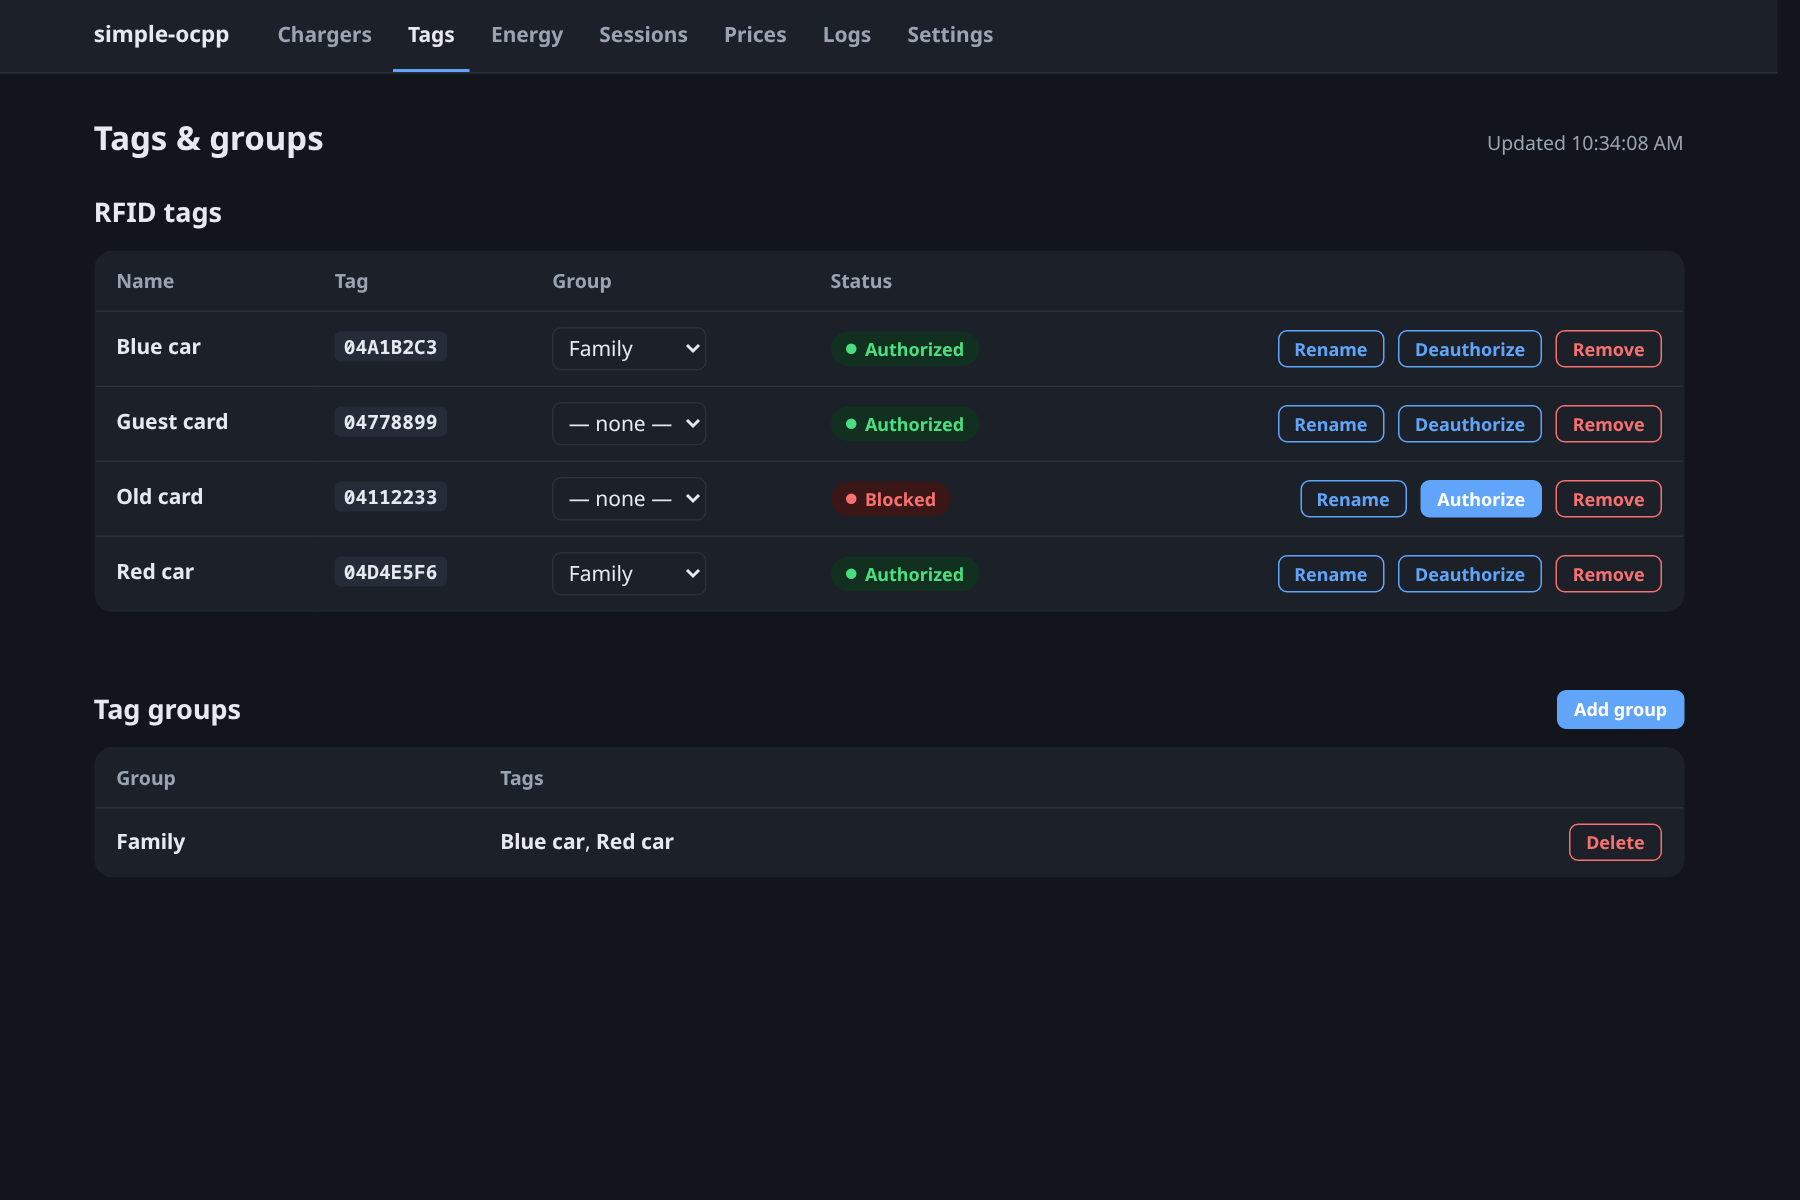 simple-ocpp Chargers Tags Energy Sessions Prices Logs Settings
Tags & groups
Updated 10:34:08 AM
RFID tags
Name Tag Group Status
Blue car 04A1B2C3 Family Authorized Rename Deauthorize Remove
Guest card 04778899 — none — Authorized Rename Deauthorize Remove
Old card 04112233 — none — Blocked Rename Authorize Remove
Red car 04D4E5F6 Family Authorized Rename Deauthorize Remove
Tag groups Add group
Group Tags
Family Blue car, Red car Delete